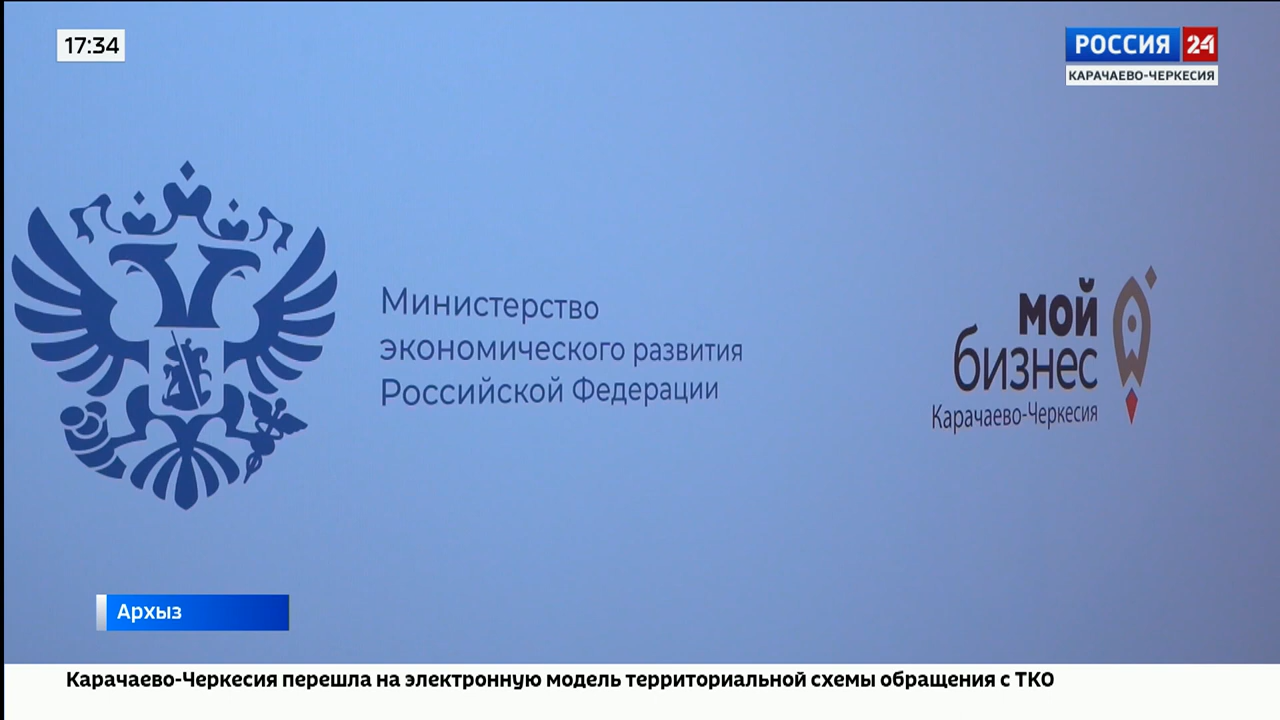 17:34
РОССИЯ 24
КАРАЧАЕВО-ЧЕРКЕСИЯ
Министерство
экономического развития
Российской Федерации
мой
бизнес
Карачаево-Черкесия
Архыз
Карачаево-Черкесия перешла на электронную модель территориальной схемы обращения с ТКО